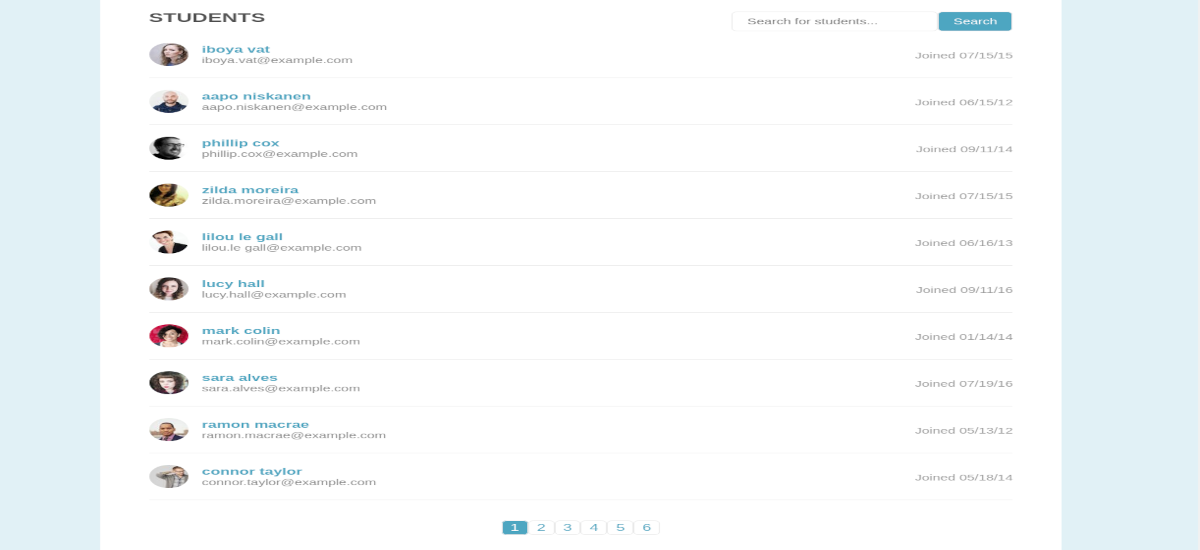 STUDENTS
Search for students... Search
iboya vat
iboya.vat@example.com
Joined 07/15/15
aapo niskanen
aapo.niskanen@example.com
Joined 06/15/12
phillip cox
phillip.cox@example.com
Joined 09/11/14
zilda moreira
zilda.moreira@example.com
Joined 07/15/15
lilou le gall
lilou.le gall@example.com
Joined 06/16/13
lucy hall
lucy.hall@example.com
Joined 09/11/16
mark colin
mark.colin@example.com
Joined 01/14/14
sara alves
sara.alves@example.com
Joined 07/19/16
ramon macrae
ramon.macrae@example.com
Joined 05/13/12
connor taylor
connor.taylor@example.com
Joined 05/18/14
1 2 3 4 5 6